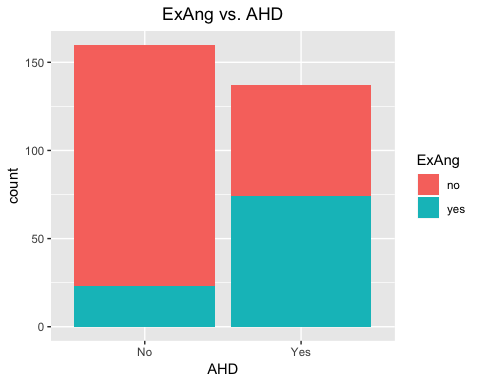 ExAng vs. AHD
150
100
50
0
count
No
Yes
AHD
ExAng
no
yes